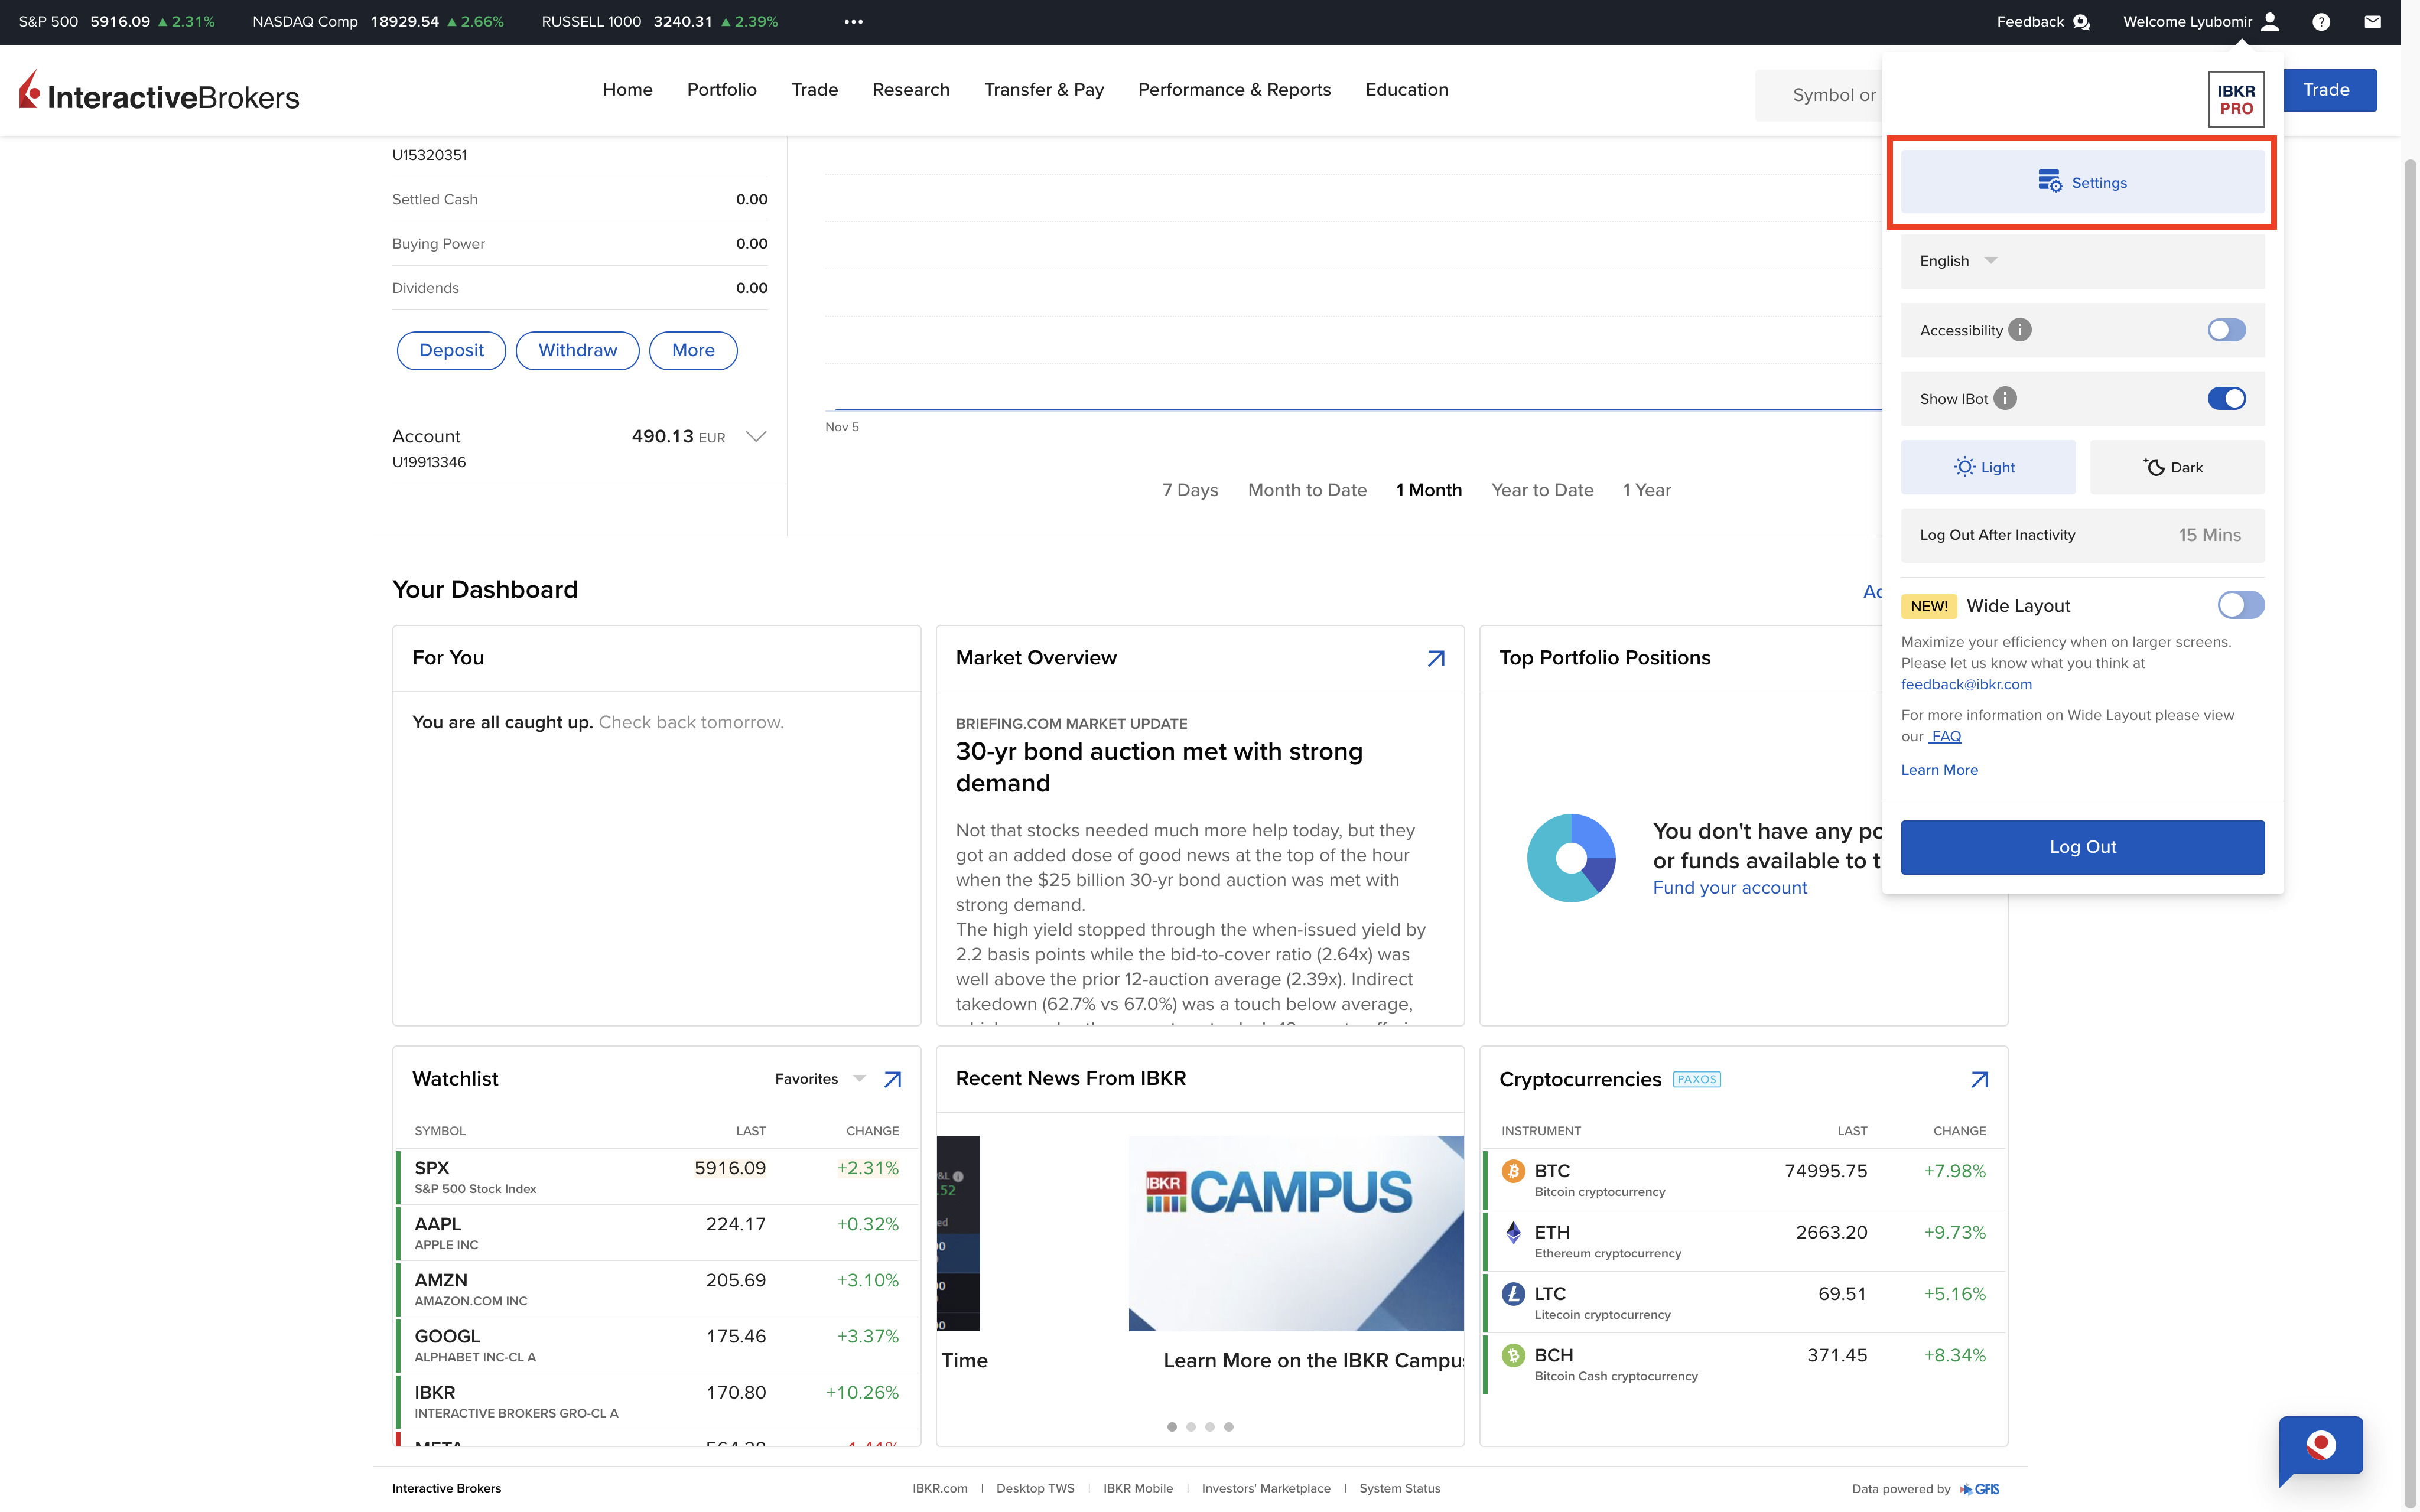 S&P 500 5916.09 ▲ 2.31% NASDAQ Comp 18929.54 ▲ 2.66% RUSSELL 1000 3240.31 ▲ 2.39% •••
Feedback Welcome Lyubomir ?
InteractiveBrokers
Home Portfolio Trade Research Transfer & Pay Performance & Reports Education
Symbol or
Trade
IBKR
PRO
Settings
English
Accessibility i
Show IBot i
Light Dark
Log Out After Inactivity 15 Mins
NEW! Wide Layout
Maximize your efficiency when on larger screens.
Please let us know what you think at
feedback@ibkr.com
For more information on Wide Layout please view
our FAQ
Learn More
Log Out
U15320351
Settled Cash 0.00
Buying Power 0.00
Dividends 0.00
Deposit Withdraw More
Account 490.13 EUR
U19913346
Nov 5
7 Days Month to Date 1 Month Year to Date 1 Year
Your Dashboard
For You
You are all caught up. Check back tomorrow.
Market Overview
BRIEFING.COM MARKET UPDATE
30-yr bond auction met with strong
demand
Not that stocks needed much more help today, but they
got an added dose of good news at the top of the hour
when the $25 billion 30-yr bond auction was met with
strong demand.
The high yield stopped through the when-issued yield by
2.2 basis points while the bid-to-cover ratio (2.64x) was
well above the prior 12-auction average (2.39x). Indirect
takedown (62.7% vs 67.0%) was a touch below average,
Top Portfolio Positions
You don't have any
or funds available to
Fund your account
Watchlist Favorites
SYMBOL LAST CHANGE
SPX 5916.09 +2.31%
S&P 500 Stock Index
AAPL 224.17 +0.32%
APPLE INC
AMZN 205.69 +3.10%
AMAZON.COM INC
GOOGL 175.46 +3.37%
ALPHABET INC-CL A
IBKR 170.80 +10.26%
INTERACTIVE BROKERS GRO-CL A
Recent News From IBKR
IBKR CAMPUS
Time
Learn More on the IBKR Campus
Cryptocurrencies PAXOS
INSTRUMENT LAST CHANGE
BTC 74995.75 +7.98%
Bitcoin cryptocurrency
ETH 2663.20 +9.73%
Ethereum cryptocurrency
LTC 69.51 +5.16%
Litecoin cryptocurrency
BCH 371.45 +8.34%
Bitcoin Cash cryptocurrency
Interactive Brokers
IBKR.com | Desktop TWS | IBKR Mobile | Investors' Marketplace | System Status
Data powered by GFIS